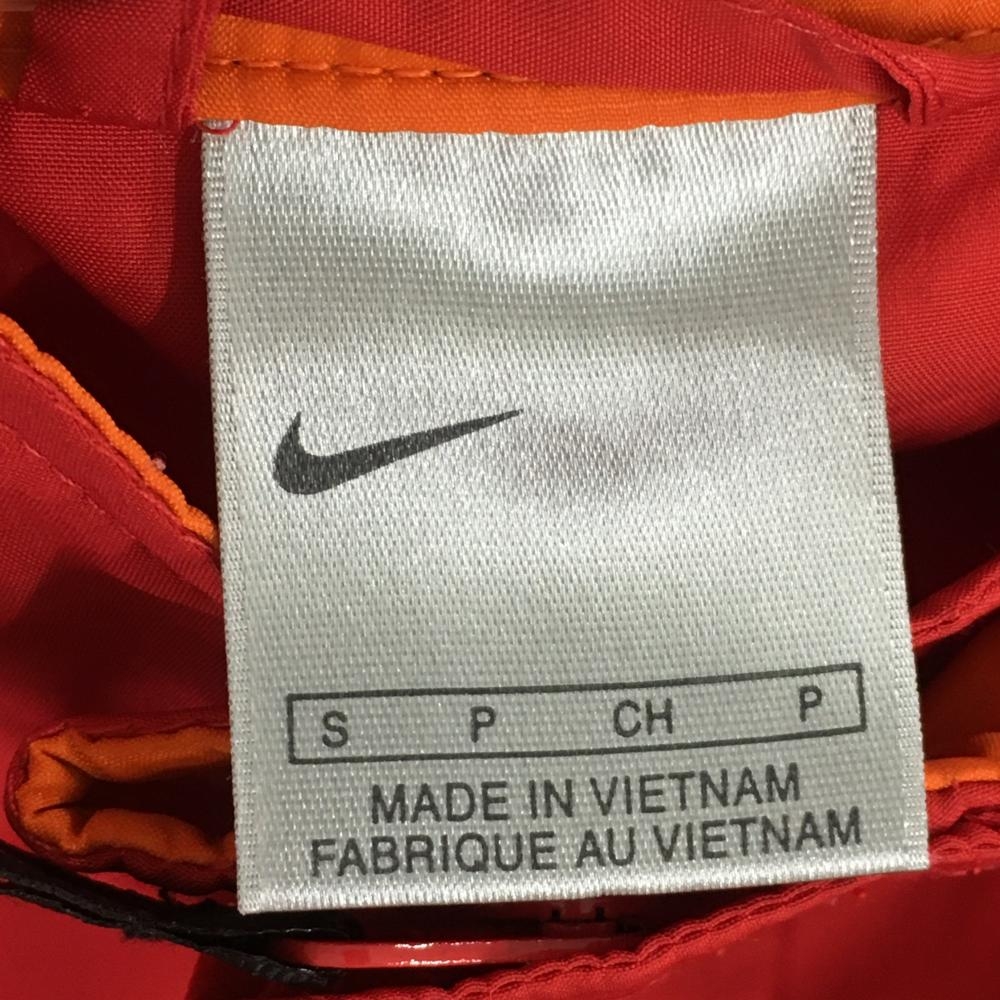 S P CH P
MADE IN VIETNAM
FABRIQUE AU VIETNAM